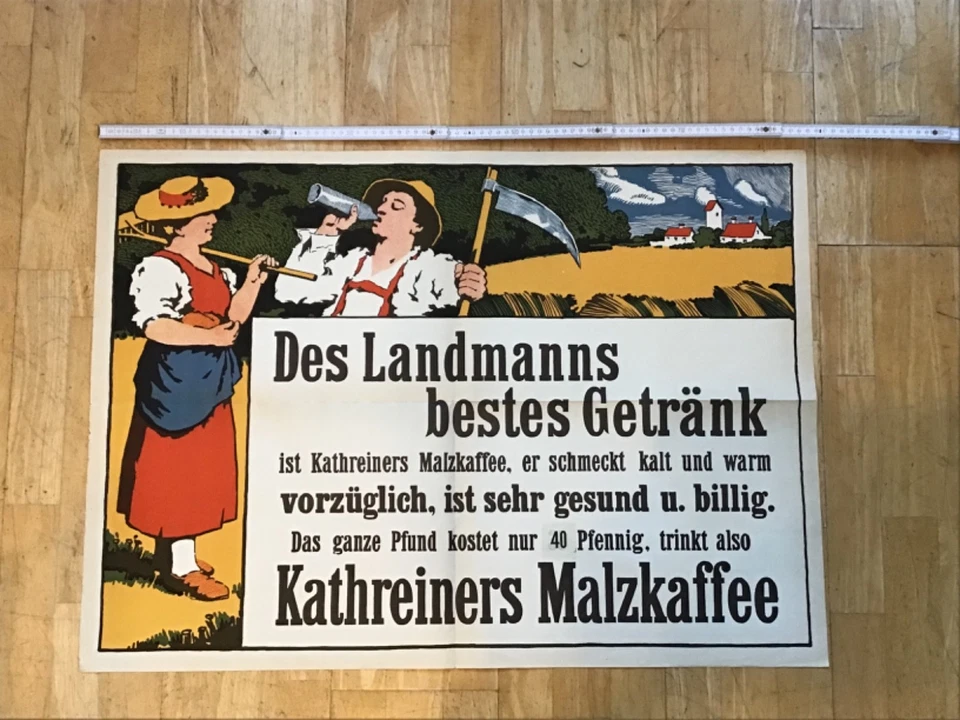 Des Landmanns
bestes Getränk
ist Kathreiners Malzkaffee, er schmeckt kalt und warm
vorzüglich, ist sehr gesund u. billig.
Das ganze Pfund kostet nur 40 Pfennig, trinkt also
Kathreiners Malzkaffee